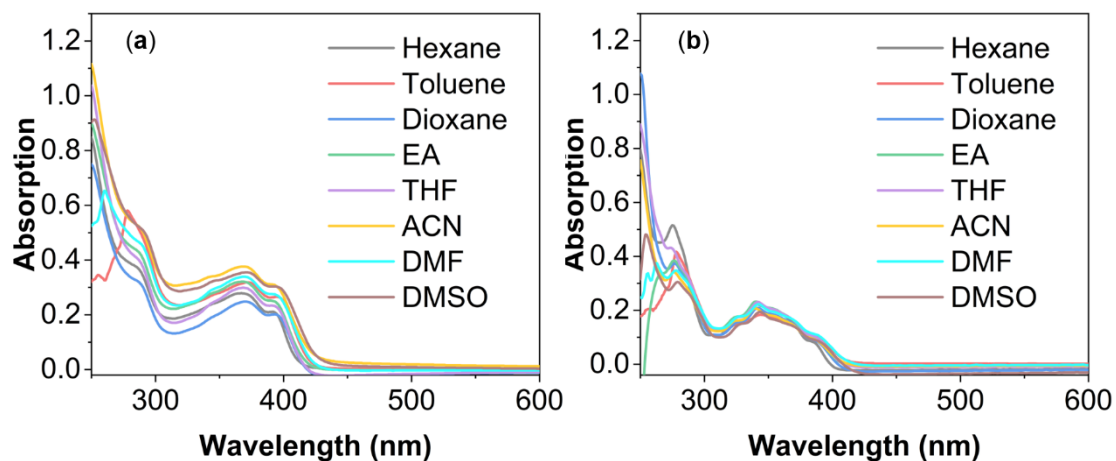 (a)
Hexane
Toluene
Dioxane
EA
THF
ACN
DMF
DMSO
1.2
1.0
0.8
0.6
0.4
0.2
0.0
Absorption
300 400 500 600
Wavelength (nm)
(b)
Hexane
Toluene
Dioxane
EA
THF
ACN
DMF
DMSO
1.2
1.0
0.8
0.6
0.4
0.2
0.0
Absorption
300 400 500 600
Wavelength (nm)